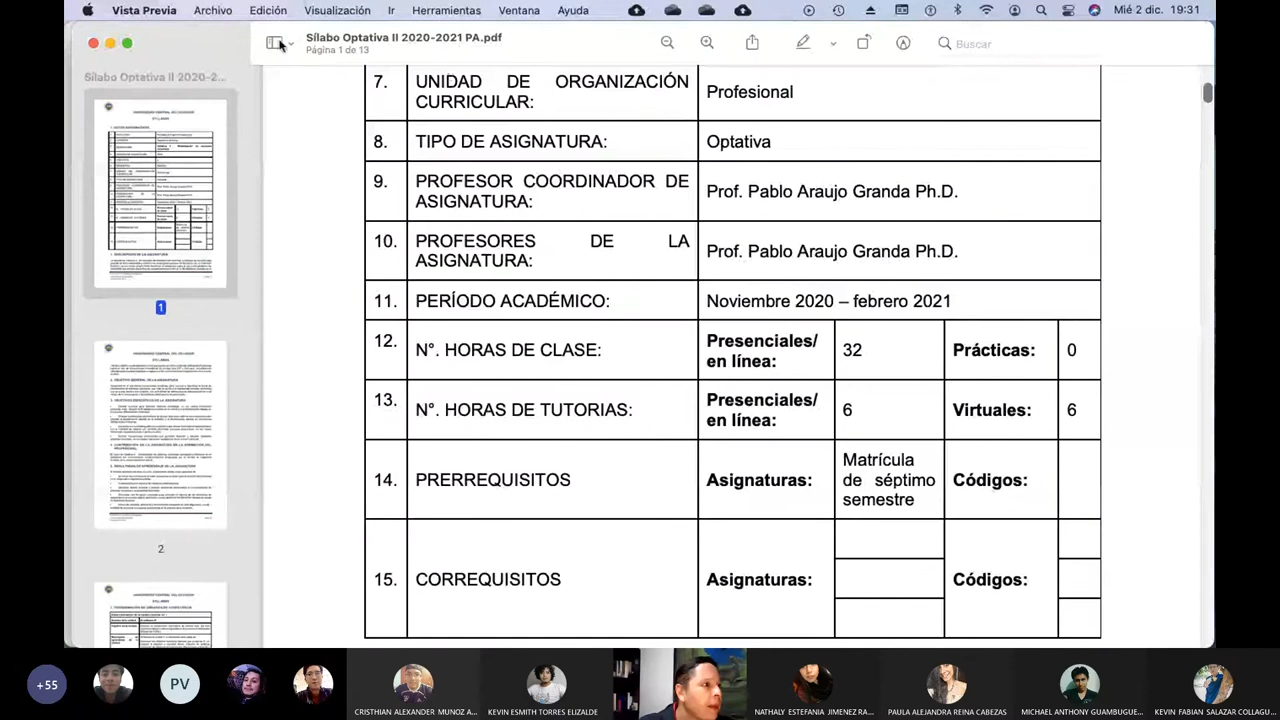 Vista Previa Archivo Edición Visualización Ir Herramientas Ventana Ayuda Mié 2 dic. 19:31
Sílabo Optativa II 2020-2021 PA.pdf
Página 1 de 13
Buscar
Sílabo Optativa II 2020-2...
1
2
7. UNIDAD DE ORGANIZACIÓN CURRICULAR: Profesional
8. TIPO DE ASIGNATURA: Optativa
9. PROFESOR COORDINADOR DE ASIGNATURA: Prof. Pablo Araujo Granda Ph.D.
10. PROFESORES DE LA ASIGNATURA: Prof. Pablo Araujo Granda Ph.D.
11. PERÍODO ACADÉMICO: Noviembre 2020 – febrero 2021
12. N°. HORAS DE CLASE: Presenciales/ en línea: 32 Prácticas: 0
13. N°. HORAS DE TUTORIAS: Presenciales/ en línea: 6 Virtuales: 6
14. PRERREQUISITOS Asignaturas: Matrícula de séptimo semestre Códigos:
15. CORREQUISITOS Asignaturas: Códigos:
+55
PV
CRISTHIAN ALEXANDER MUNOZ A...
KEVIN ESMITH TORRES ELIZALDE
NATHALY ESTEFANIA JIMENEZ RA...
PAULA ALEJANDRA REINA CABEZAS
MICHAEL ANTHONY GUAMBUGUE...
KEVIN FABIAN SALAZAR COLLAGU...